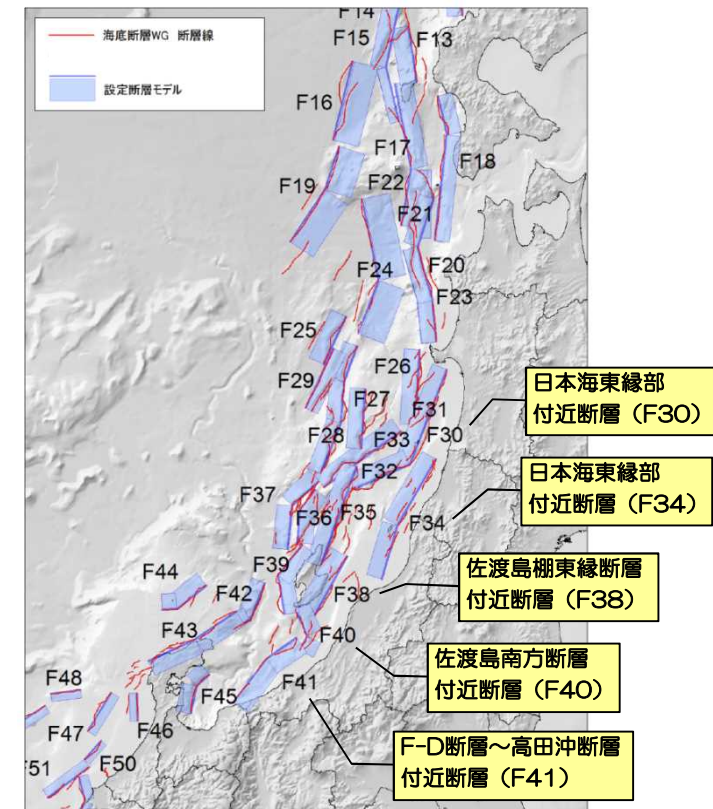 F14
海底断層WG 断層線
F15
F13
設定断層モデル
F16
F17
F18
F19
F22
F21
F24
F20
F23
F25
F26
F29
F27
F31
日本海東縁部
付近断層（F30）
F28
F33
F30
F32
日本海東縁部
付近断層（F34）
F37
F36
F35
F34
F39
佐渡島棚東縁断層
付近断層（F38）
F44
F42
F38
F43
F40
佐渡島南方断層
付近断層（F40）
F48
F45
F41
F47
F46
F-D断層～高田沖断層
付近断層（F41）
F50
F51